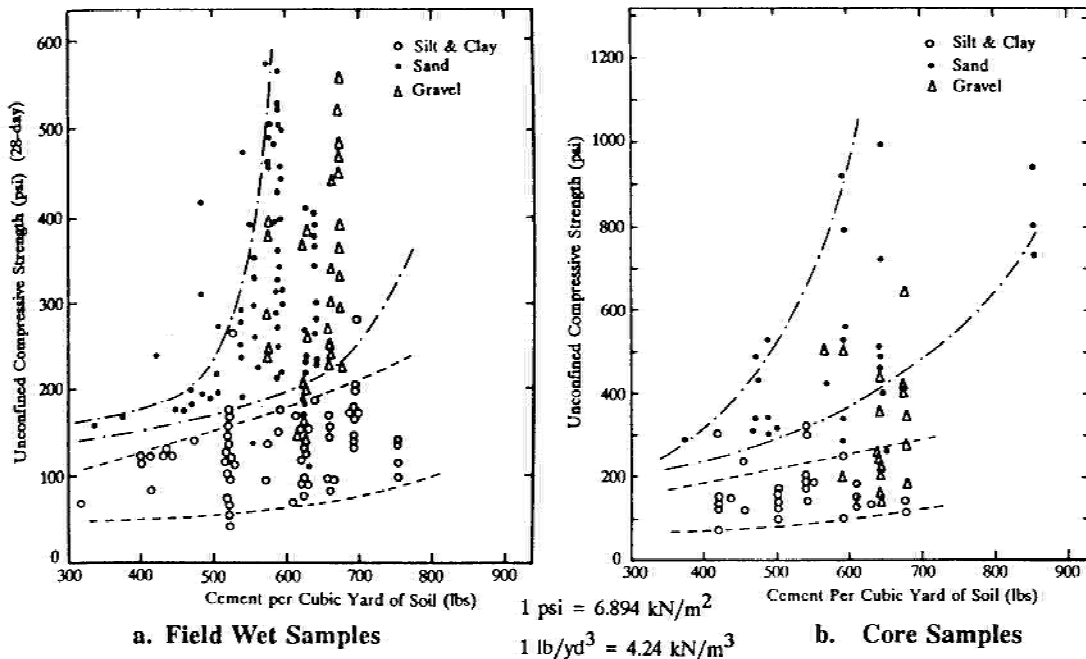 600
500
400
300
200
100
0
Unconfined Compressive Strength (psi) (28-day)
o Silt & Clay
• Sand
Δ Gravel
300 400 500 600 700 800 900
Cement per Cubic Yard of Soil (lbs)
a. Field Wet Samples
1200
1000
800
600
400
200
0
Unconfined Compressive Strength (psi)
o Silt & Clay
• Sand
Δ Gravel
300 400 500 600 700 800 900
Cement Per Cubic Yard of Soil (lbs)
b. Core Samples
1 psi = 6.894 kN/m²
1 lb/yd³ = 4.24 kN/m³